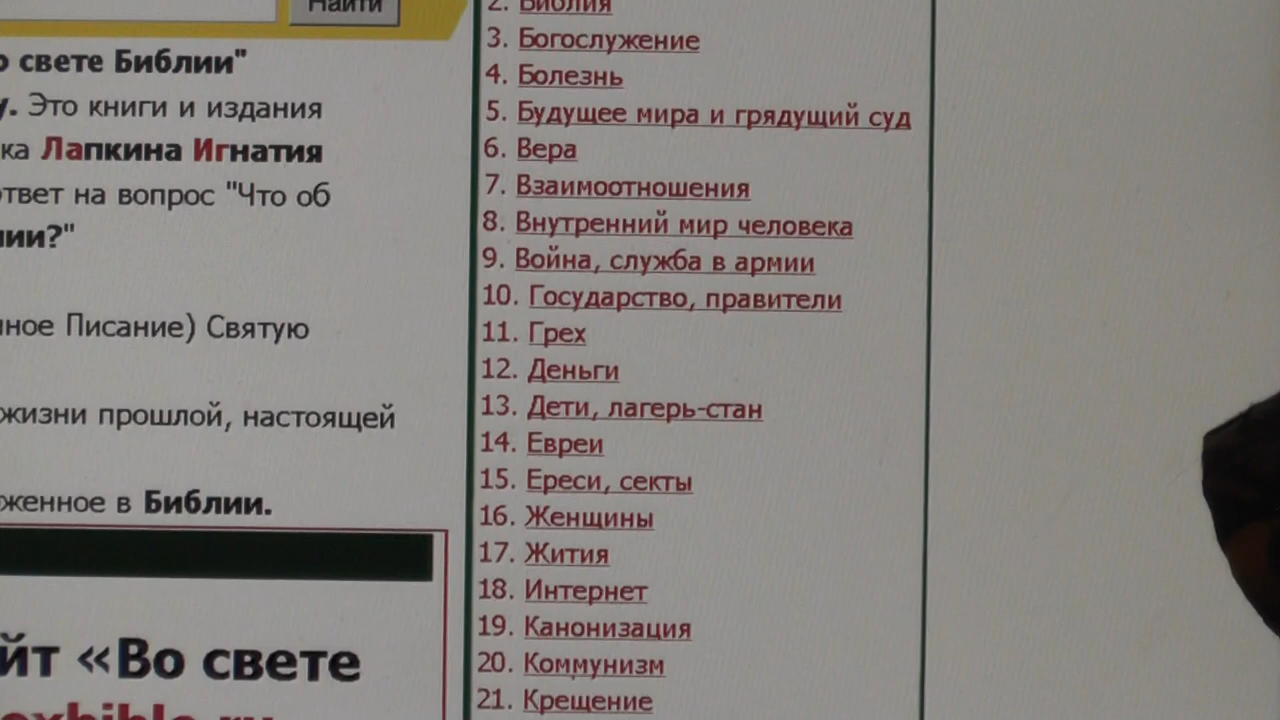 Найти
о свете Библии"
у. Это книги и издания
ка Лапкина Игнатия
ответ на вопрос "Что об
ии?"
ное Писание) Святую
жизни прошлой, настоящей
женное в Библии.
йт «Во свете
2. Библия
3. Богослужение
4. Болезнь
5. Будущее мира и грядущий суд
6. Вера
7. Взаимоотношения
8. Внутренний мир человека
9. Война, служба в армии
10. Государство, правители
11. Грех
12. Деньги
13. Дети, лагерь-стан
14. Евреи
15. Ереси, секты
16. Женщины
17. Жития
18. Интернет
19. Канонизация
20. Коммунизм
21. Крещение